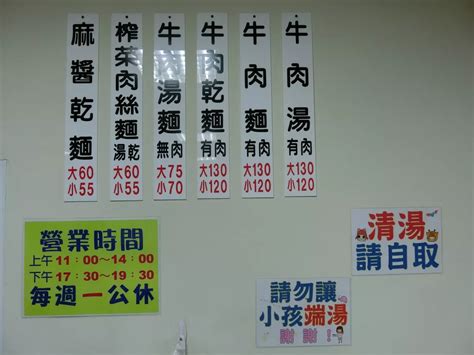 麻醬乾麵
大60
小55
榨菜肉絲麵
湯乾
大60
小55
牛肉湯麵
無肉
大75
小70
牛肉乾麵
有肉
大130
小120
牛肉麵
有肉
大130
小120
牛肉湯
有肉
大130
小120
營業時間
上午 11：00～14：00
下午 17：30～19：30
每週一公休
清湯
請自取
請勿讓
小孩端湯
謝謝!